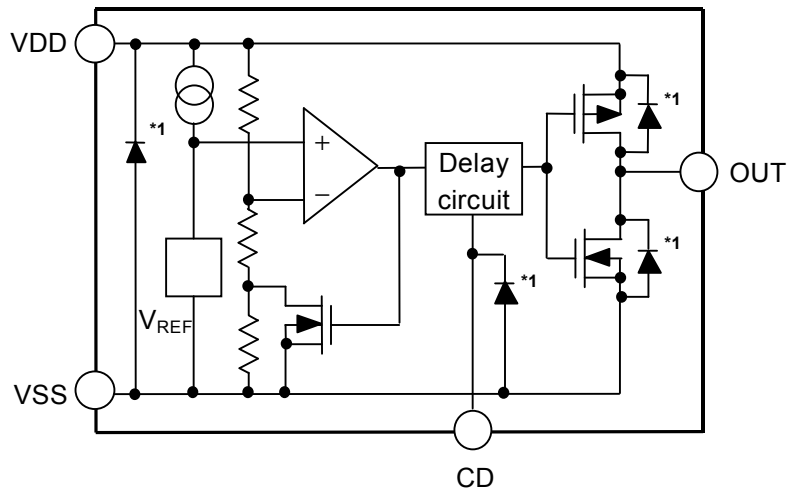 VDD
*1
*1
+
−
Delay
circuit
OUT
*1
*1
VREF
VSS
CD